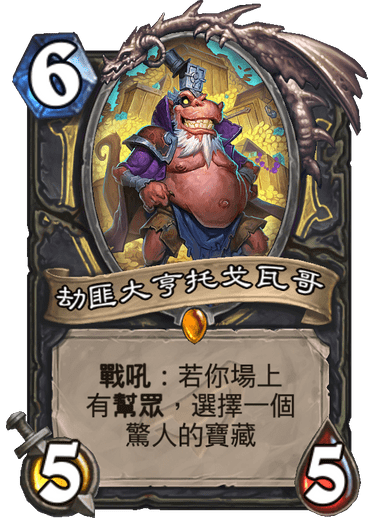 6
劫匪大亨托戈瓦哥
戰吼：若你場上
有幫眾，選擇一個
驚人的寶藏
5
5